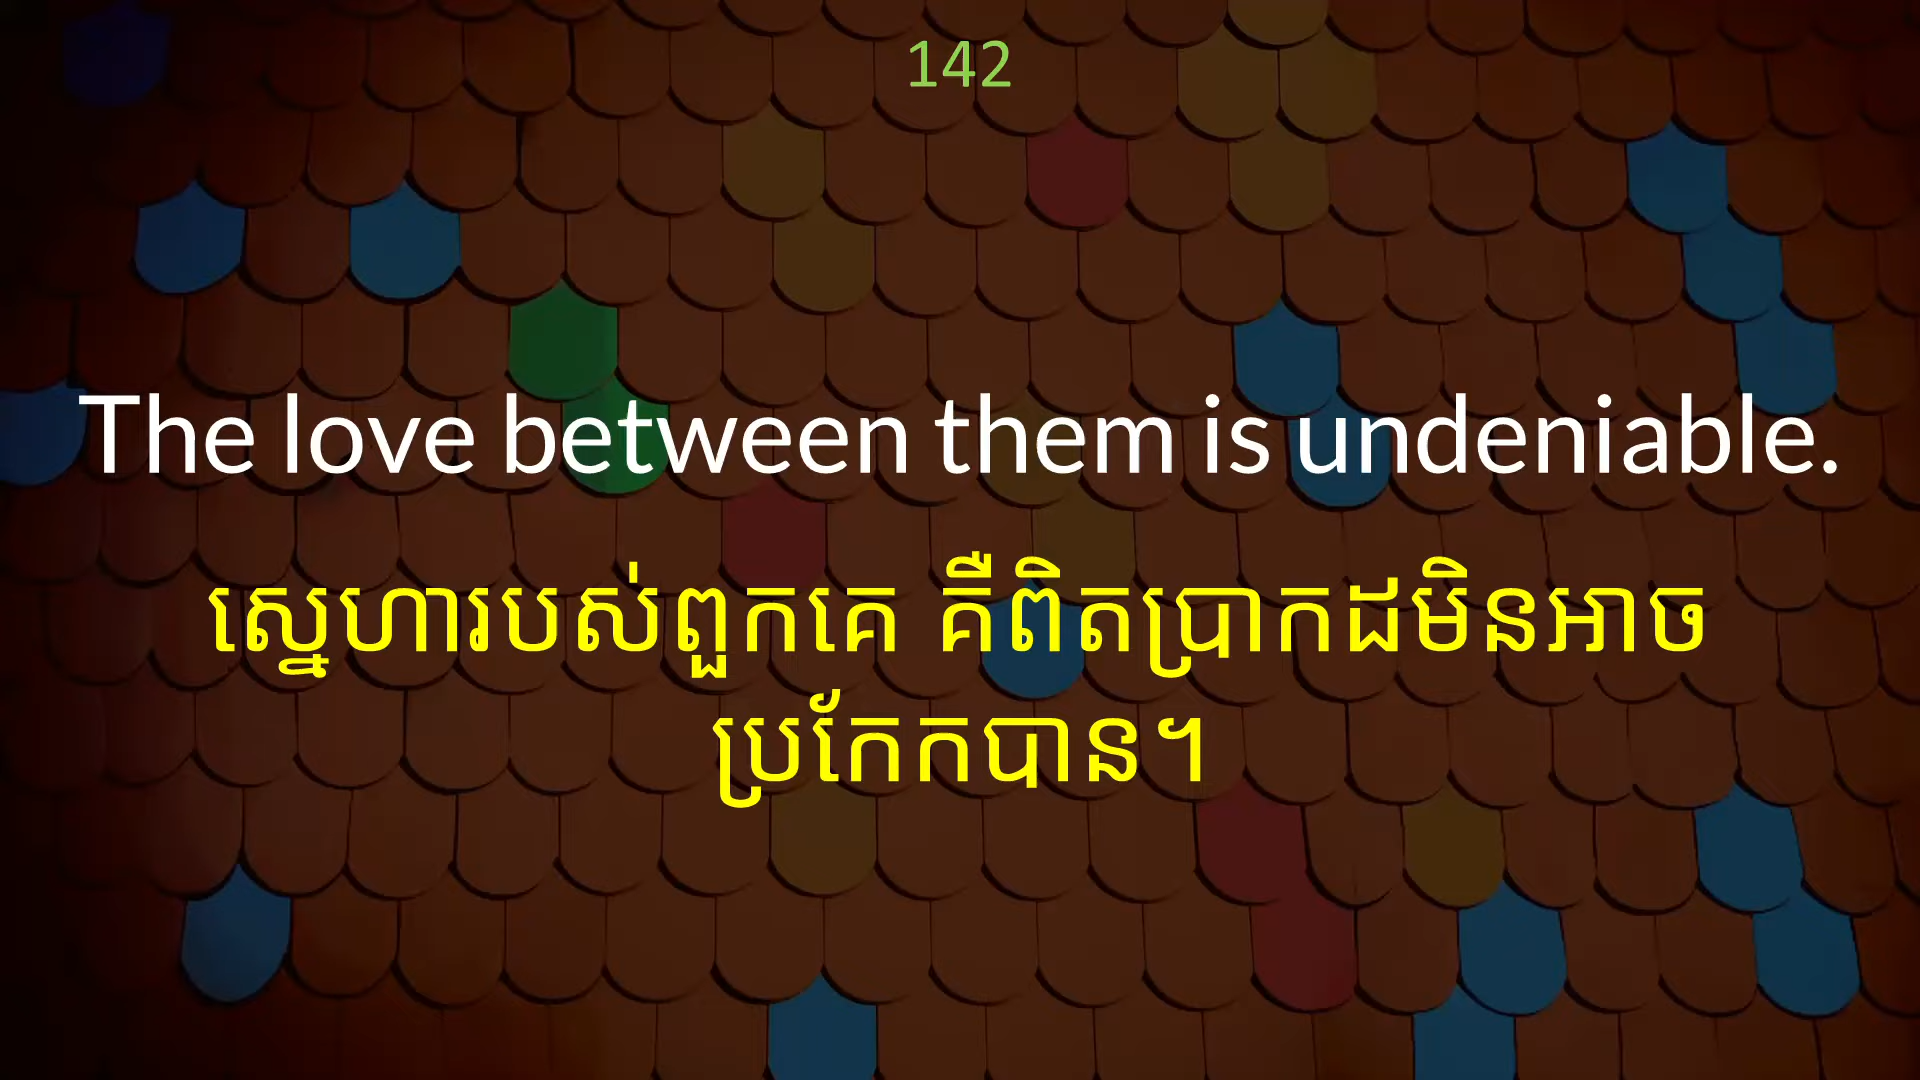 142
The love between them is undeniable.
ស្នេហារបស់ពួកគេ គឺពិតប្រាកដមិនអាច
ប្រកែកបាន។